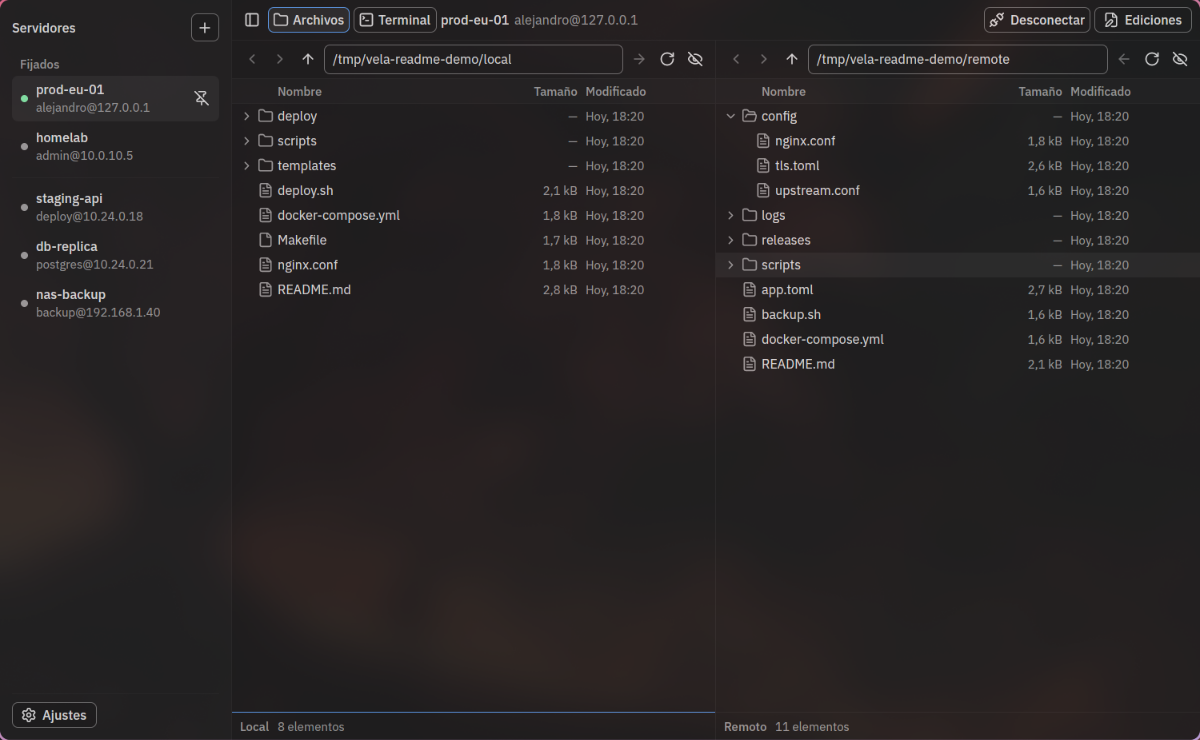 Servidores
Fijados
prod-eu-01
alejandro@127.0.0.1
homelab
admin@10.0.10.5
staging-api
deploy@10.24.0.18
db-replica
postgres@10.24.0.21
nas-backup
backup@192.168.1.40
Ajustes
Archivos Terminal prod-eu-01 alejandro@127.0.0.1 Desconectar Ediciones
/tmp/vela-readme-demo/local
Nombre Tamaño Modificado
deploy — Hoy, 18:20
scripts — Hoy, 18:20
templates — Hoy, 18:20
deploy.sh 2,1 kB Hoy, 18:20
docker-compose.yml 1,8 kB Hoy, 18:20
Makefile 1,7 kB Hoy, 18:20
nginx.conf 1,8 kB Hoy, 18:20
README.md 2,8 kB Hoy, 18:20
Local 8 elementos
/tmp/vela-readme-demo/remote
Nombre Tamaño Modificado
config — Hoy, 18:20
nginx.conf 1,8 kB Hoy, 18:20
tls.toml 2,6 kB Hoy, 18:20
upstream.conf 1,6 kB Hoy, 18:20
logs — Hoy, 18:20
releases — Hoy, 18:20
scripts — Hoy, 18:20
app.toml 2,7 kB Hoy, 18:20
backup.sh 1,6 kB Hoy, 18:20
docker-compose.yml 1,6 kB Hoy, 18:20
README.md 2,1 kB Hoy, 18:20
Remoto 11 elementos